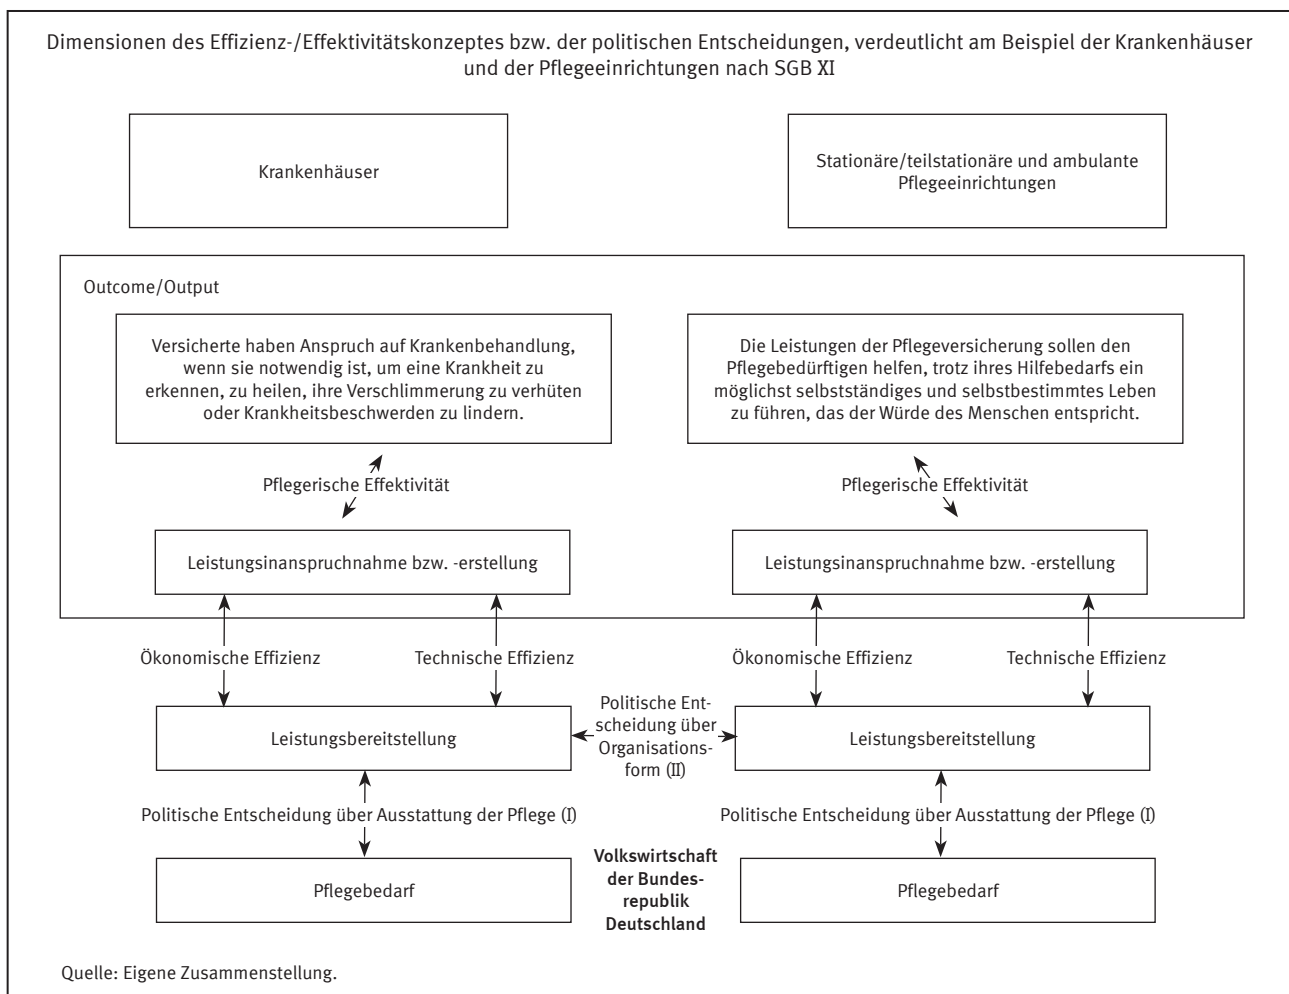 Dimensionen des Effizienz-/Effektivitätskonzeptes bzw. der politischen Entscheidungen, verdeutlicht am Beispiel der Krankenhäuser
und der Pflegeeinrichtungen nach SGB XI
Krankenhäuser
Stationäre/teilstationäre und ambulante
Pflegeeinrichtungen
Outcome/Output
Versicherte haben Anspruch auf Krankenbehandlung,
wenn sie notwendig ist, um eine Krankheit zu
erkennen, zu heilen, ihre Verschlimmerung zu verhüten
oder Krankheitsbeschwerden zu lindern.
Die Leistungen der Pflegeversicherung sollen den
Pflegebedürftigen helfen, trotz ihres Hilfebedarfs ein
möglichst selbstständiges und selbstbestimmtes Leben
zu führen, das der Würde des Menschen entspricht.
Pflegerische Effektivität
Pflegerische Effektivität
Leistungsinanspruchnahme bzw. -erstellung
Leistungsinanspruchnahme bzw. -erstellung
Ökonomische Effizienz
Technische Effizienz
Ökonomische Effizienz
Technische Effizienz
Leistungsbereitstellung
Politische Ent-
scheidung über
Organisations-
form (II)
Leistungsbereitstellung
Politische Entscheidung über Ausstattung der Pflege (I)
Politische Entscheidung über Ausstattung der Pflege (I)
Pflegebedarf
Volkswirtschaft
der Bundes-
republik
Deutschland
Pflegebedarf
Quelle: Eigene Zusammenstellung.